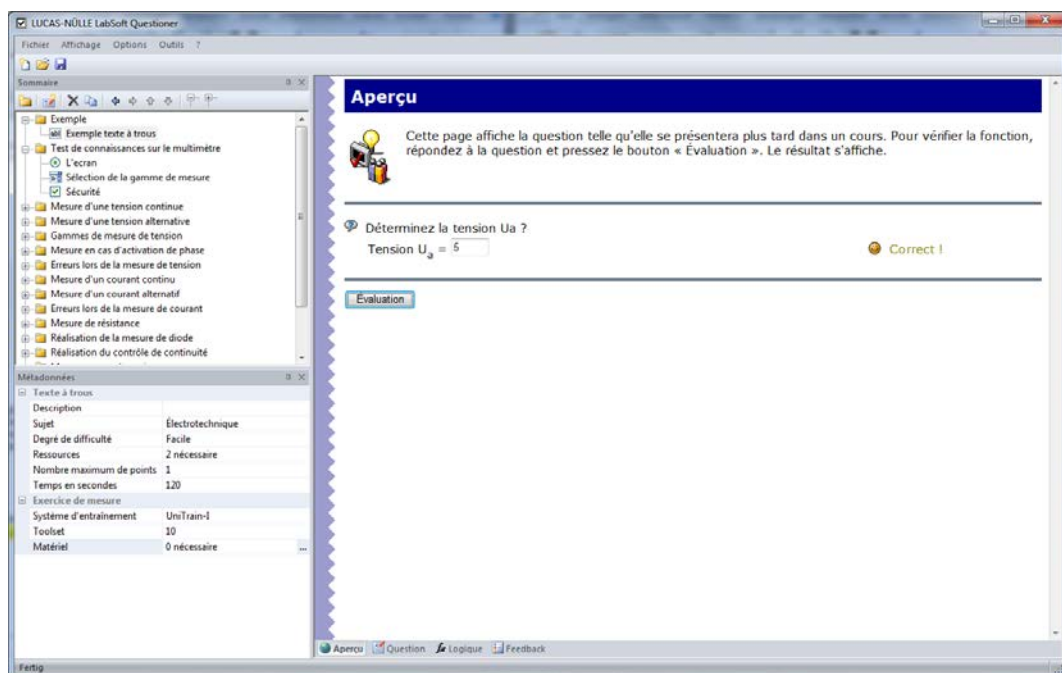 LUCAS-NÜLLE LabSoft Questioner
Fichier Affichage Options Outils ?
Sommaire
Exemple
Exemple texte à trous
Test de connaissances sur le multimètre
L'ecran
Sélection de la gamme de mesure
Sécurité
Mesure d'une tension continue
Mesure d'une tension alternative
Gammes de mesure de tension
Mesure en cas d'activation de phase
Erreurs lors de la mesure de tension
Mesure d'un courant continu
Mesure d'un courant alternatif
Erreurs lors de la mesure de courant
Mesure de résistance
Réalisation de la mesure de diode
Réalisation du contrôle de continuité
Métadonnées
Texte à trous
Description
Sujet Électrotechnique
Degré de difficulté Facile
Ressources 2 nécessaire
Nombre maximum de points 1
Temps en secondes 120
Exercice de mesure
Système d'entraînement UniTrain-I
Toolset 10
Matériel 0 nécessaire ...
Aperçu
Cette page affiche la question telle qu'elle se présentera plus tard dans un cours. Pour vérifier la fonction,
répondez à la question et pressez le bouton « Évaluation ». Le résultat s'affiche.
Déterminez la tension Ua ?
Tension Ua = 5 Correct !
Évaluation
Aperçu Question fx Logique Feedback
Fertig